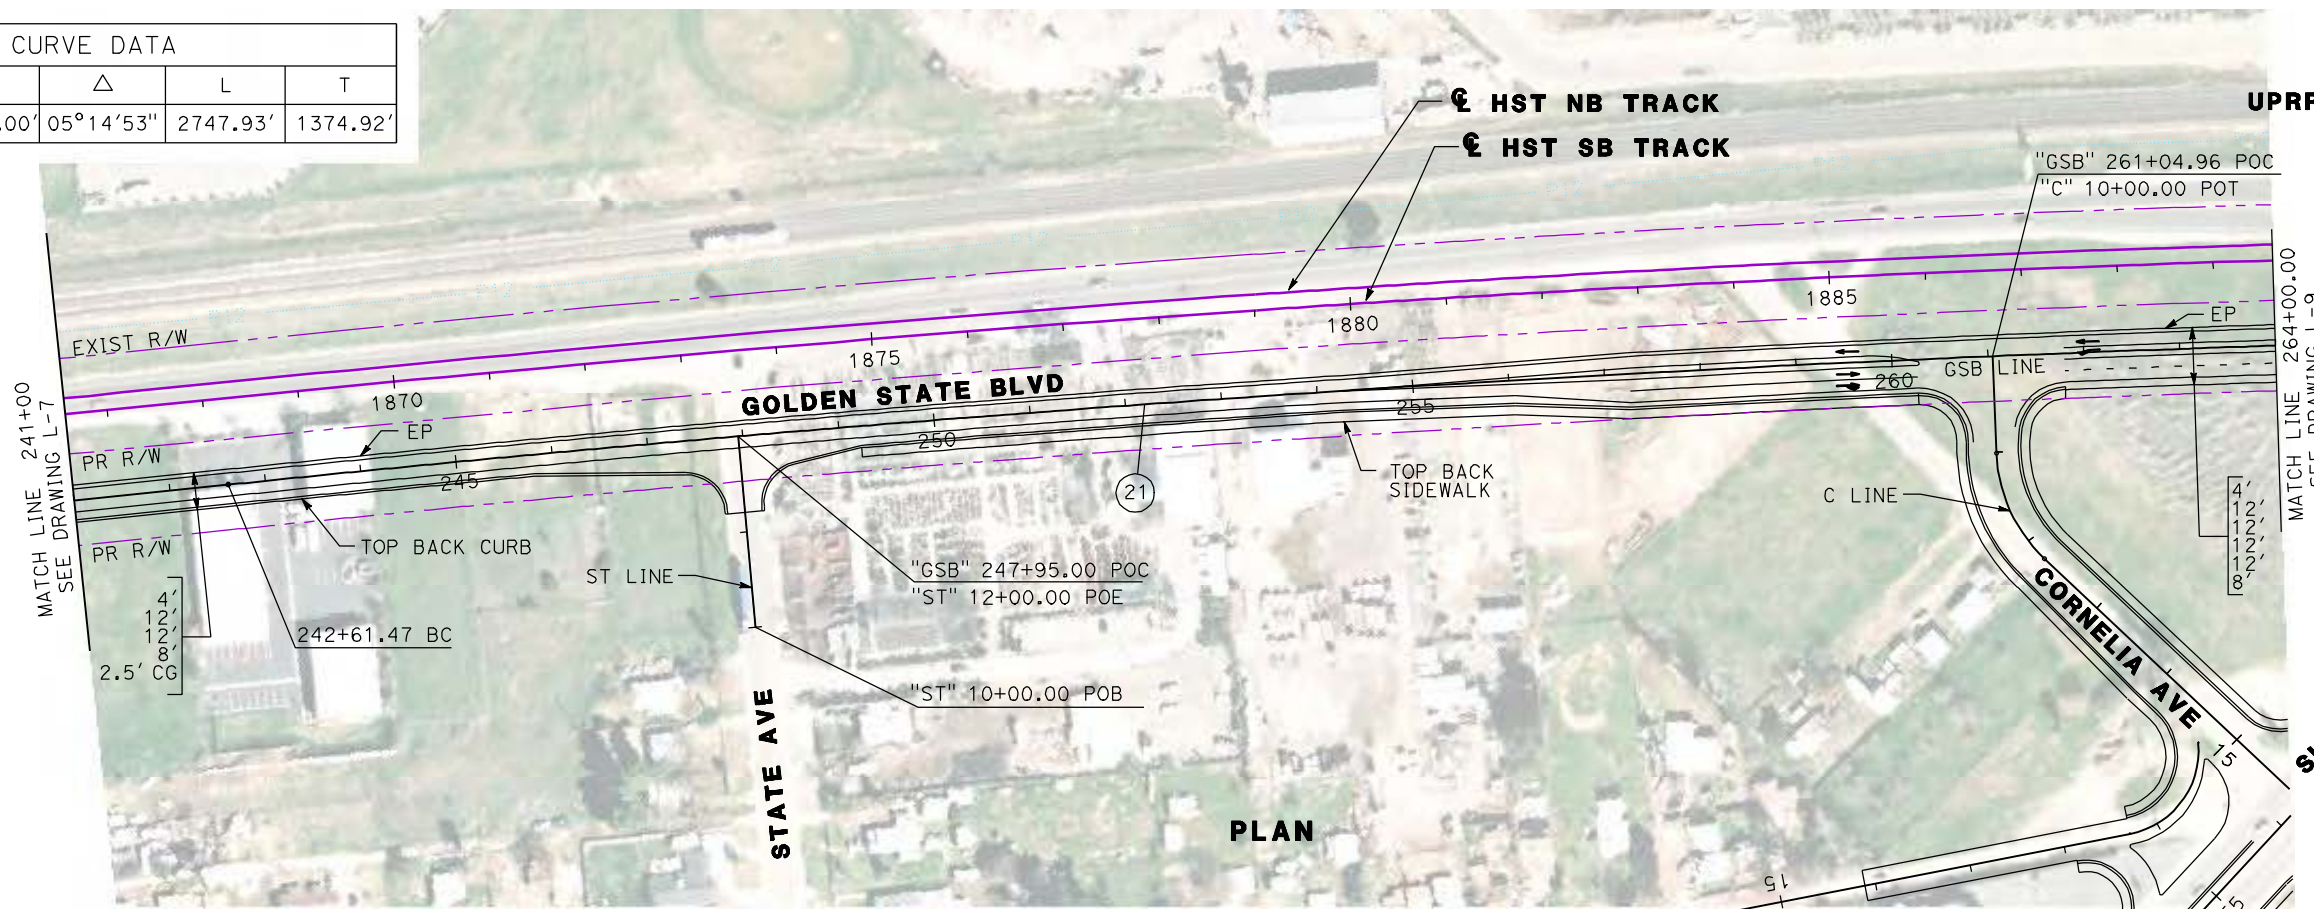 CURVE DATA
△ L T
.00' 05°14'53" 2747.93' 1374.92'
℄ HST NB TRACK
℄ HST SB TRACK
"GSB" 261+04.96 POC
"C" 10+00.00 POT
EXIST R/W
1870
1875
1880
1885
GOLDEN STATE BLVD
EP
EP
GSB LINE
PR R/W
PR R/W
245
250
255
260
MATCH LINE 241+00
SEE DRAWING L-7
MATCH LINE 264+00.00
SEE DRAWING L-9
TOP BACK
SIDEWALK
21
C LINE
TOP BACK CURB
ST LINE
"GSB" 247+95.00 POC
"ST" 12+00.00 POE
4'
12'
12'
8'
2.5' CG
242+61.47 BC
4'
12'
12'
12'
12'
8'
"ST" 10+00.00 POB
STATE AVE
CORNELIA AVE
15
PLAN
15